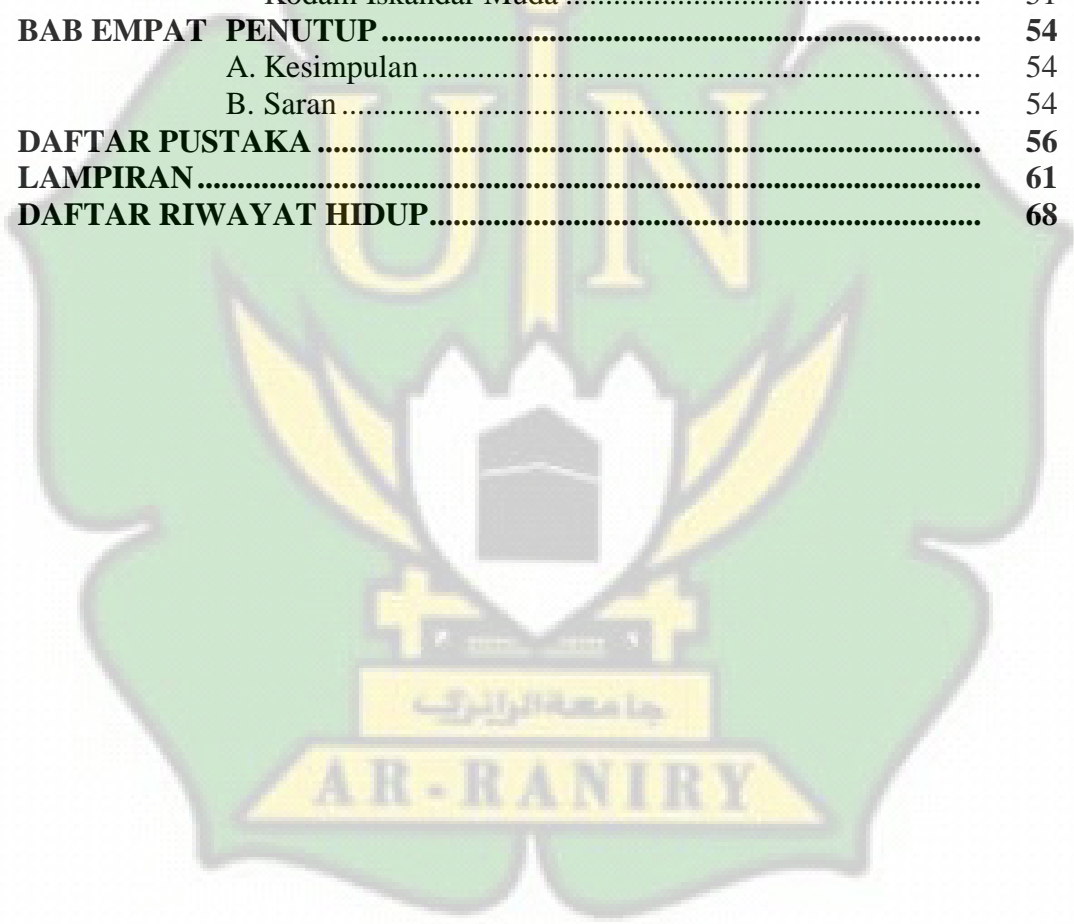 Kodam Iskandar Muda ........................................................ 51
BAB EMPAT PENUTUP ................................................................................ 54
A. Kesimpulan ........................................................................... 54
B. Saran ..................................................................................... 54
DAFTAR PUSTAKA ......................................................................................... 56
LAMPIRAN ......................................................................................................... 61
DAFTAR RIWAYAT HIDUP .......................................................................... 68
UIN
جامعة الرانري
AR-RANIRY